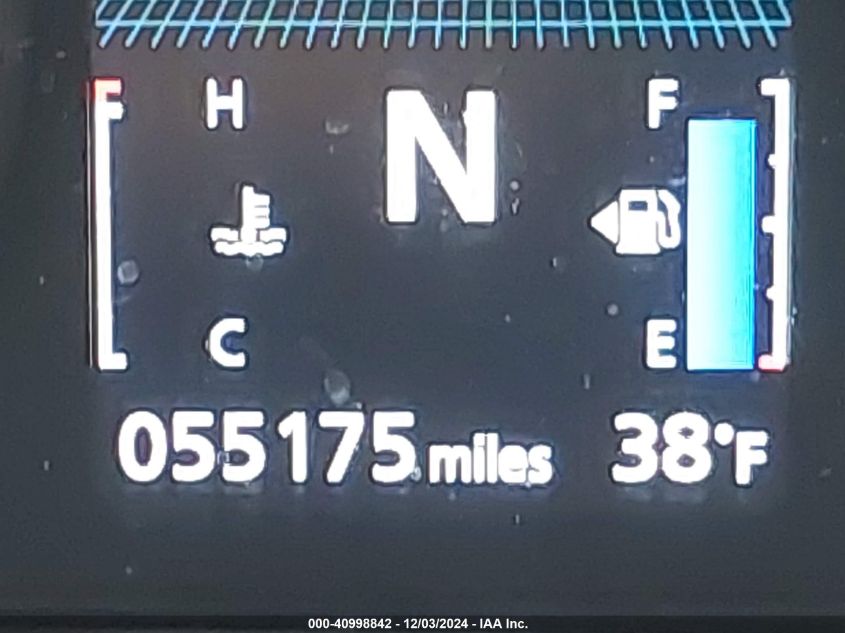 H N F
C E
055175 miles 38°F
000-40998842 - 12/03/2024 - IAA Inc.